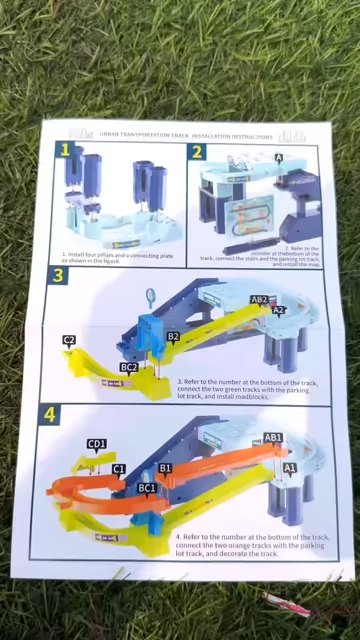 URBAN TRANSPORTATION TRACK INSTALLATION INSTRUCTIONS
1
1. Install four pillars and a connecting plate
as shown in the figure.
2
A
2. Refer to the
number at the bottom of the
track, connect the stairs and the parking lot track,
and install the map
3
AB2
A2
B2
C2
BC2
3. Refer to the number at the bottom of the track,
connect the two green tracks with the parking
lot track, and install roadblocks.
4
CD1
C1
B1
BC1
AB1
A1
4. Refer to the number at the bottom of the track,
connect the two orange tracks with the parking
lot track, and decorate the track.